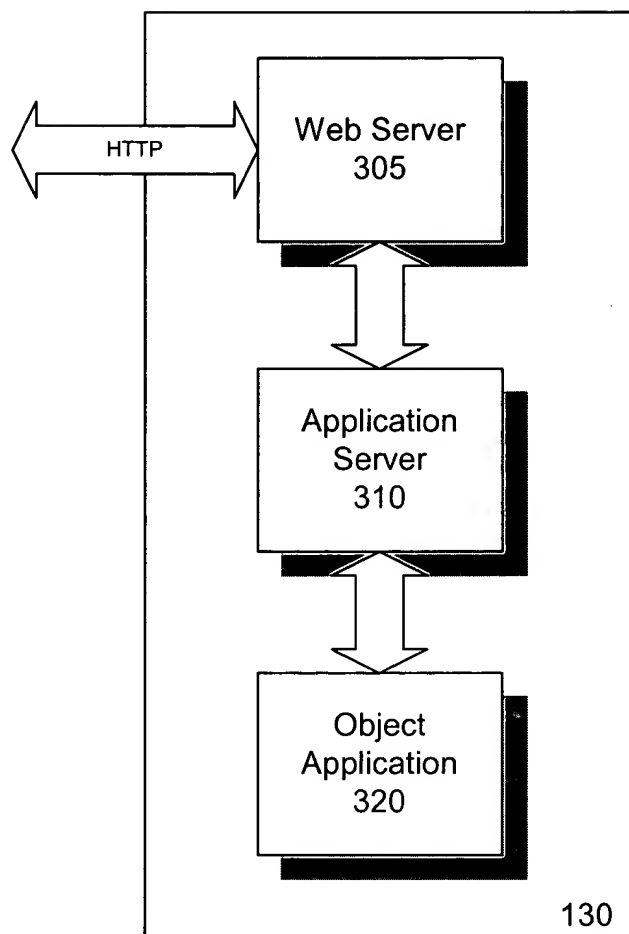 Web Server
305
HTTP
Application
Server
310
Object
Application
320
130